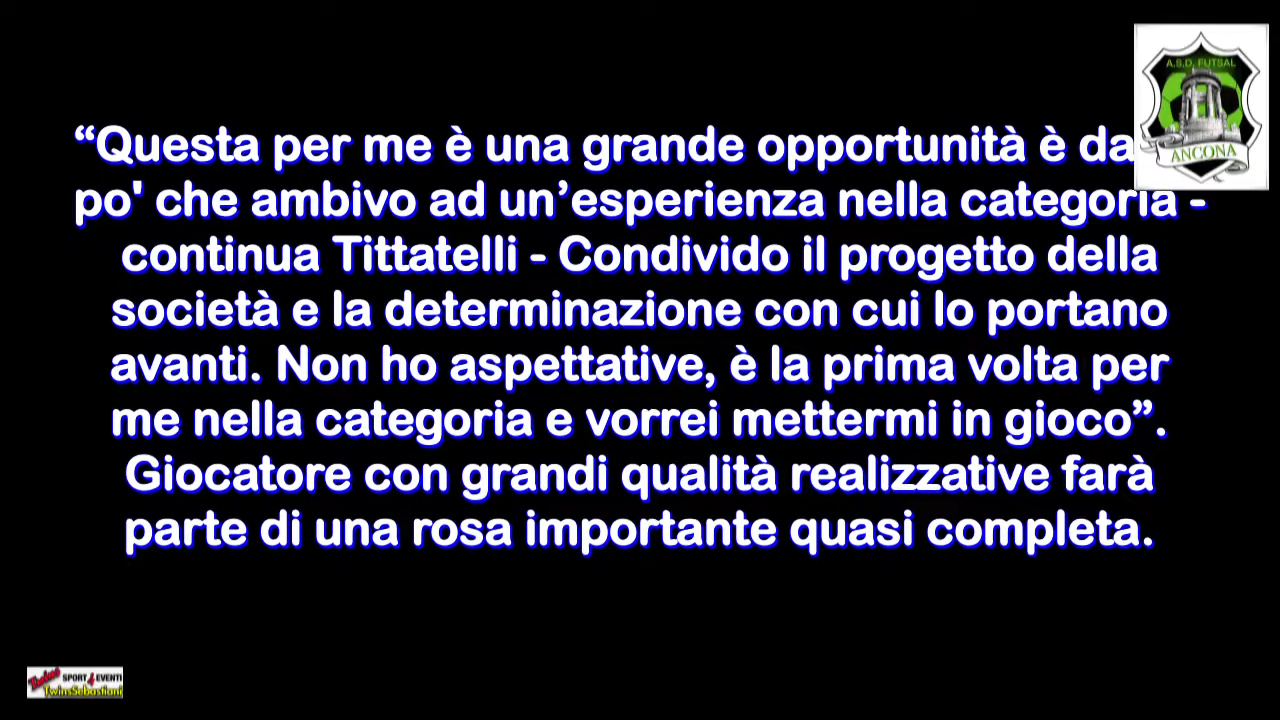 “Questa per me è una grande opportunità è da
po' che ambivo ad un’esperienza nella categoria -
continua Tittatelli - Condivido il progetto della
società e la determinazione con cui lo portano
avanti. Non ho aspettative, è la prima volta per
me nella categoria e vorrei mettermi in gioco”.
Giocatore con grandi qualità realizzative farà
parte di una rosa importante quasi completa.
A.S.D. FUTSAL
ANCONA
Twins SPORT4EVENTI
TwinsSebastiani